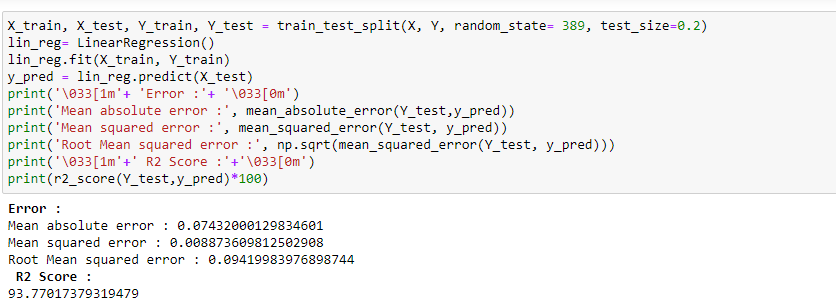 X_train, X_test, Y_train, Y_test = train_test_split(X, Y, random_state= 389, test_size=0.2)
lin_reg= LinearRegression()
lin_reg.fit(X_train, Y_train)
y_pred = lin_reg.predict(X_test)
print('\033[1m'+ 'Error :'+ '\033[0m')
print('Mean absolute error :', mean_absolute_error(Y_test,y_pred))
print('Mean squared error :', mean_squared_error(Y_test, y_pred))
print('Root Mean squared error :', np.sqrt(mean_squared_error(Y_test, y_pred)))
print('\033[1m'+' R2 Score :'+'\033[0m')
print(r2_score(Y_test,y_pred)*100)
Error :
Mean absolute error : 0.07432000129834601
Mean squared error : 0.008873609812502908
Root Mean squared error : 0.09419983976898744
R2 Score :
93.77017379319479